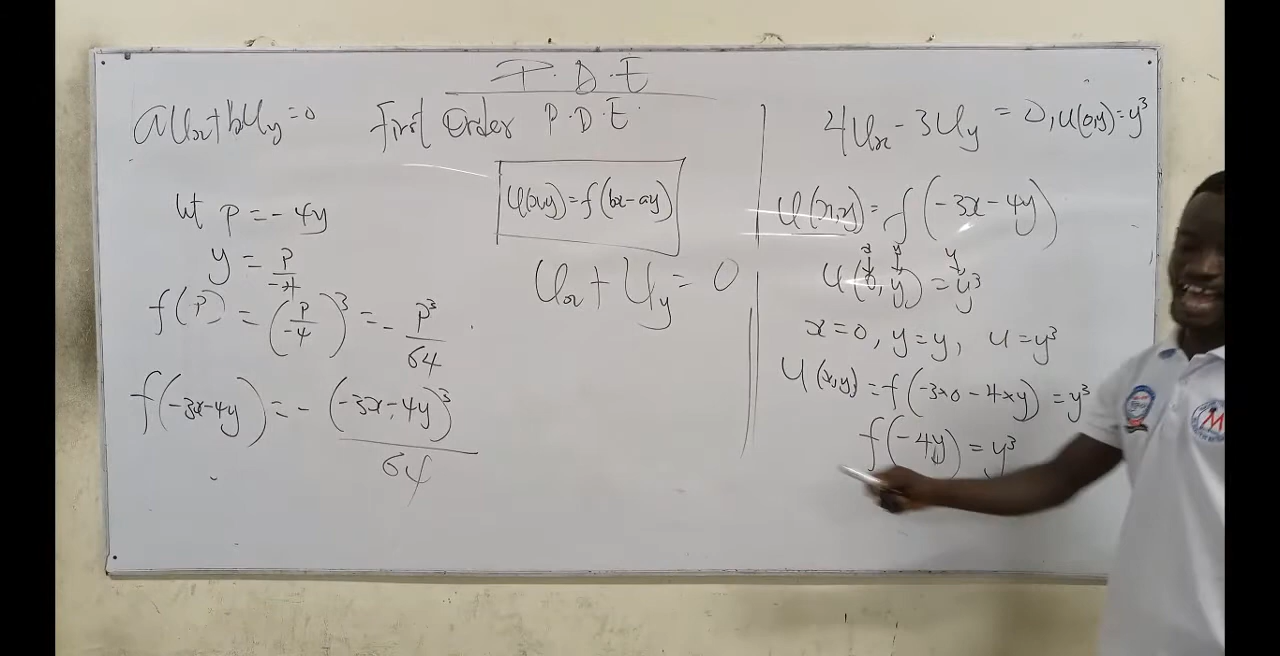 P.D.E
aUx+bUy=0 First Order P.D.E
let p=-4y
y = p/-4
f(p) = (p/-4)³ = - p³/64
f(-3x-4y) = - (-3x-4y)³/64
U(x,y)=f(bx-ay)
Ux+Uy=0
4Ux-3Uy = 0, u(0,y)=y³
U(x,y)= f(-3x-4y)
x y u
U(0,y) = y³
x=0, y=y, u=y³
U(x,y) =f(-3×0-4×y) =y³
f(-4y) = y³